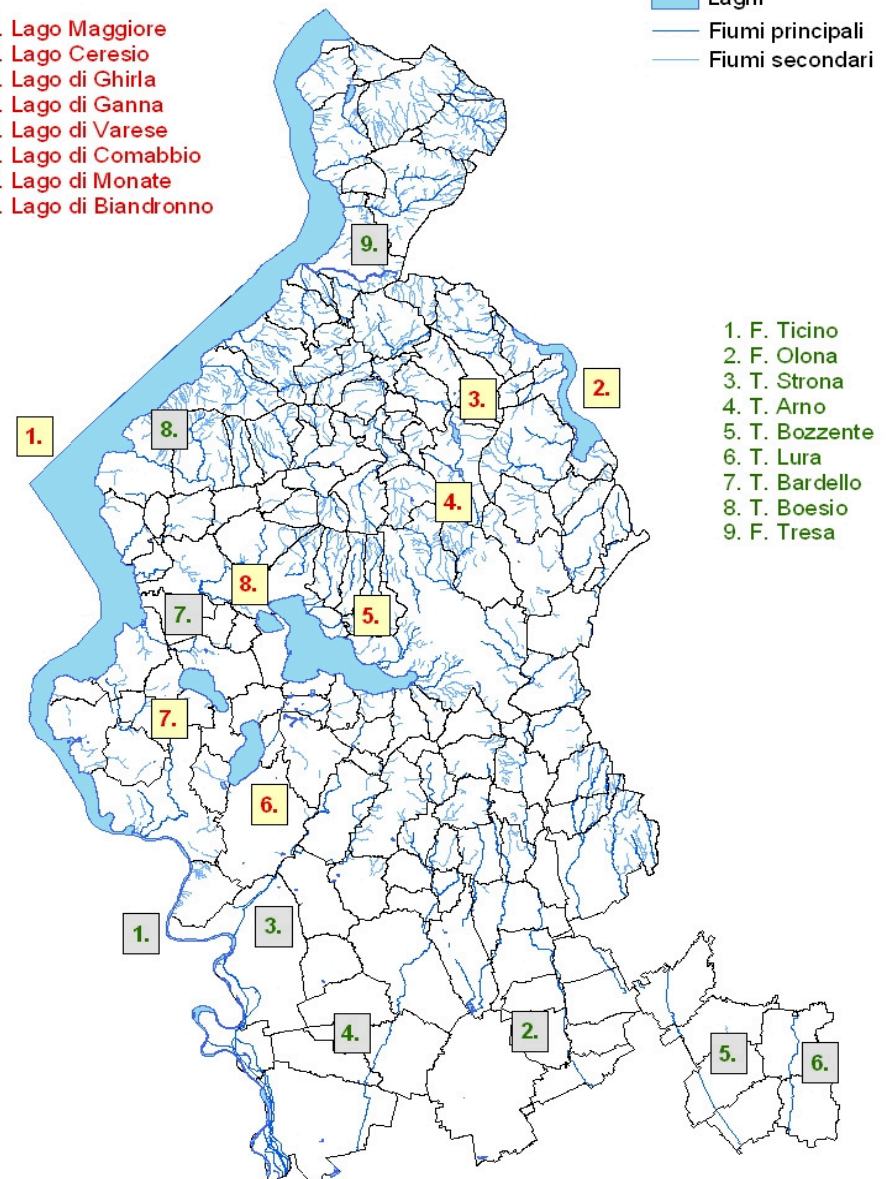 . Lago Maggiore
. Lago Ceresio
. Lago di Ghirla
. Lago di Ganna
. Lago di Varese
. Lago di Comabbio
. Lago di Monate
. Lago di Biandronno
Laghi
Fiumi principali
Fiumi secondari
9.
1. F. Ticino
2. F. Olona
3. T. Strona
4. T. Arno
5. T. Bozzente
6. T. Lura
7. T. Bardello
8. T. Boesio
9. F. Tresa
3.
2.
1.
8.
4.
8.
7.
5.
7.
6.
1.
3.
4.
2.
5.
6.